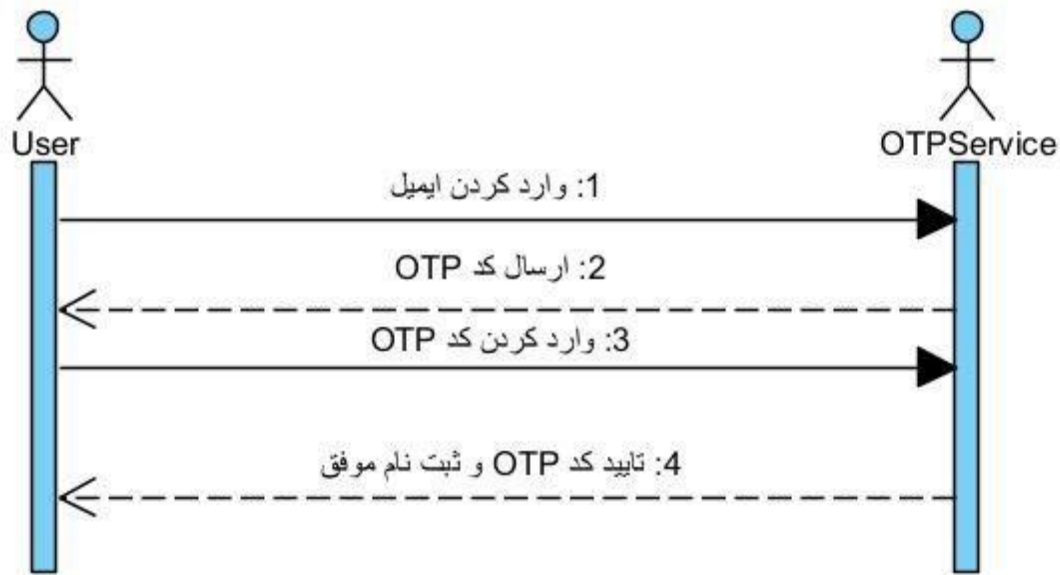 User
OTPService
1: وارد کردن ایمیل
2: ارسال کد OTP
3: وارد کردن کد OTP
4: تایید کد OTP و ثبت نام موفق